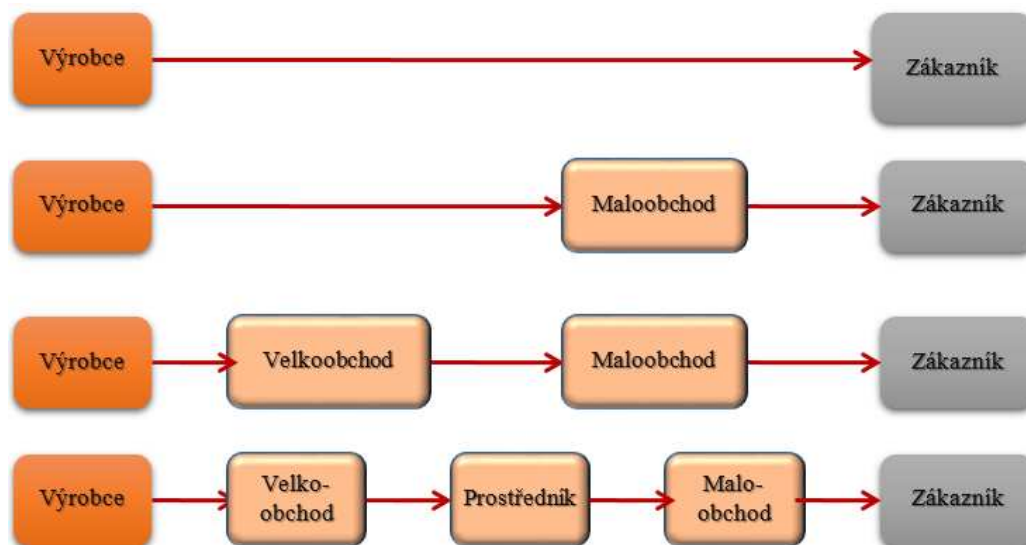 Výrobce
Zákazník
Výrobce
Maloobchod
Zákazník
Výrobce
Velkoobchod
Maloobchod
Zákazník
Výrobce
Velko-
obchod
Prostředník
Malo-
obchod
Zákazník